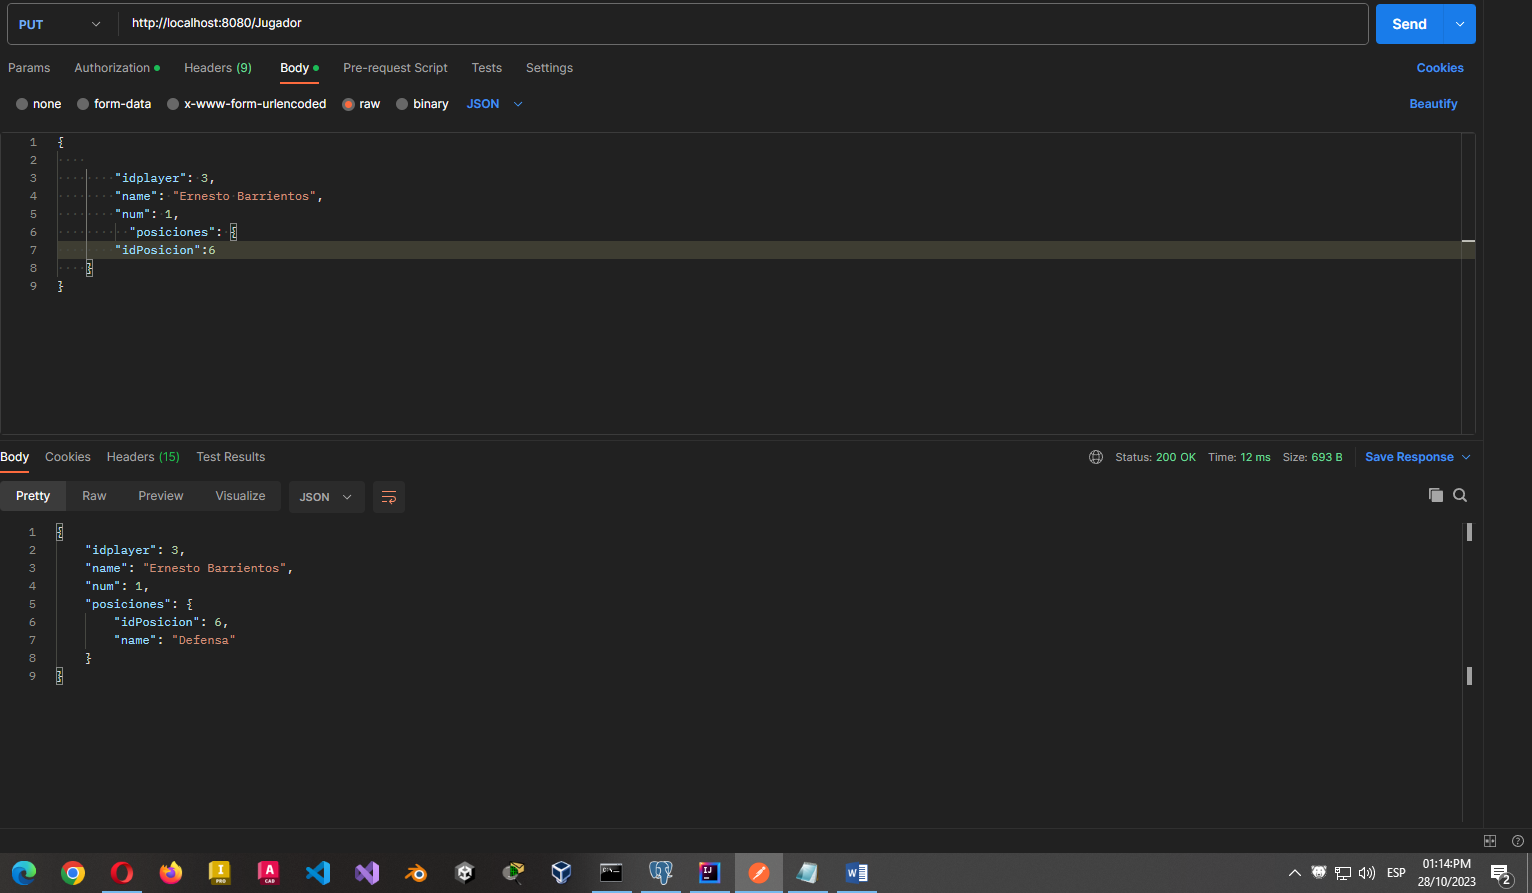 PUT http://localhost:8080/Jugador Send
Params Authorization Headers (9) Body Pre-request Script Tests Settings Cookies
none form-data x-www-form-urlencoded raw binary JSON Beautify
1 {
2
3 "idplayer": 3,
4 "name": "Ernesto Barrientos",
5 "num": 1,
6 "posiciones": {
7 "idPosicion":6
8 }
9 }
Body Cookies Headers (15) Test Results Status: 200 OK Time: 12 ms Size: 693 B Save Response
Pretty Raw Preview Visualize JSON
1 {
2 "idplayer": 3,
3 "name": "Ernesto Barrientos",
4 "num": 1,
5 "posiciones": {
6 "idPosicion": 6,
7 "name": "Defensa"
8 }
9 }
ESP 01:14:PM
28/10/2023 2